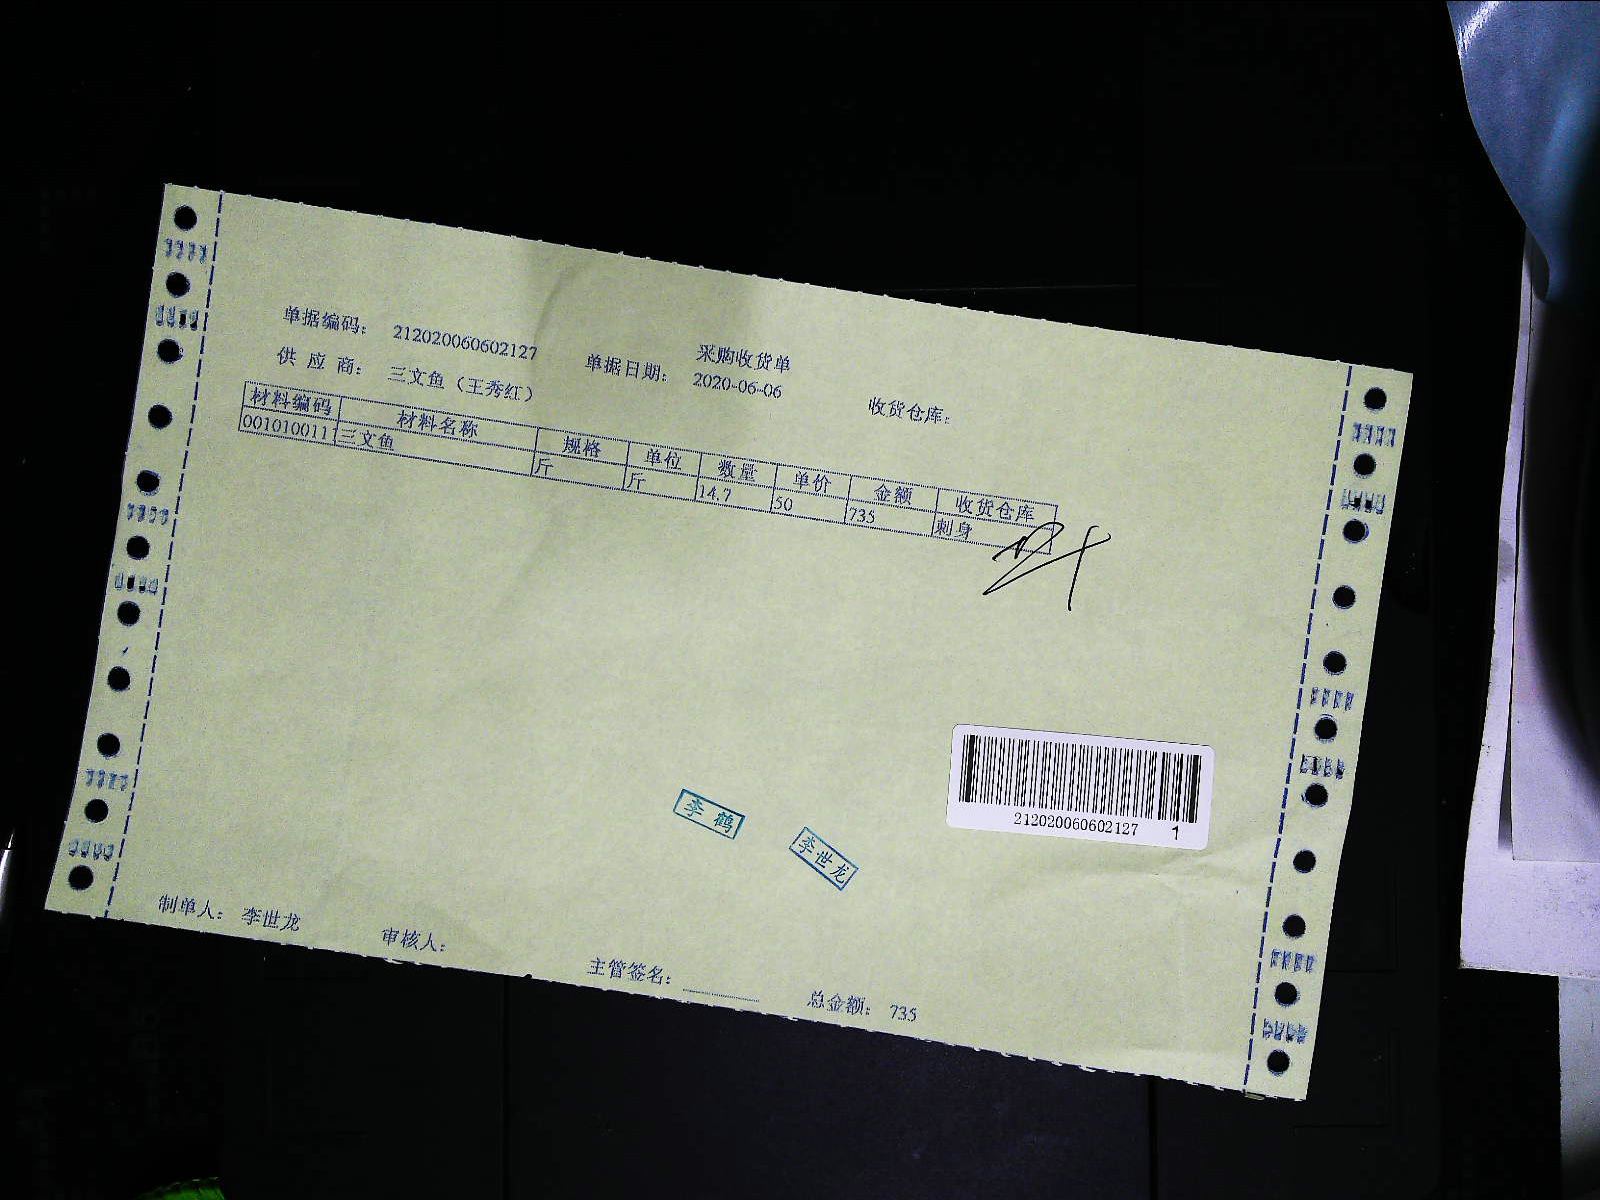 采购收货单
单据编码： 212020060602127 单据日期： 2020-06-06 收货仓库：
供 应 商： 三文鱼（王秀红）
材料编码 材料名称 规格 单位 数量 单价 金额 收货仓库
0010100111 三文鱼 斤 斤 14.7 50 735 刺身
212020060602127 1
李 鹤
李世龙
制单人： 李世龙 审核人： 主管签名： 总金额： 735